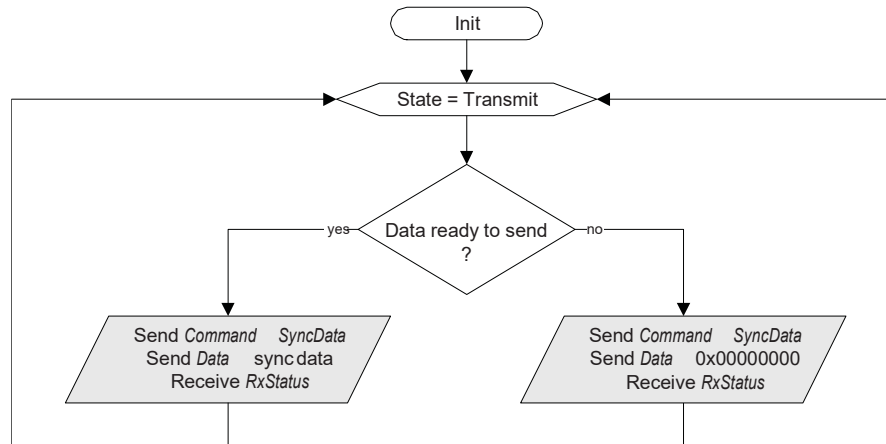 Init
State = Transmit
Data ready to send
?
yes
no
Send Command SyncData
Send Data sync data
Receive RxStatus
Send Command SyncData
Send Data 0x00000000
Receive RxStatus